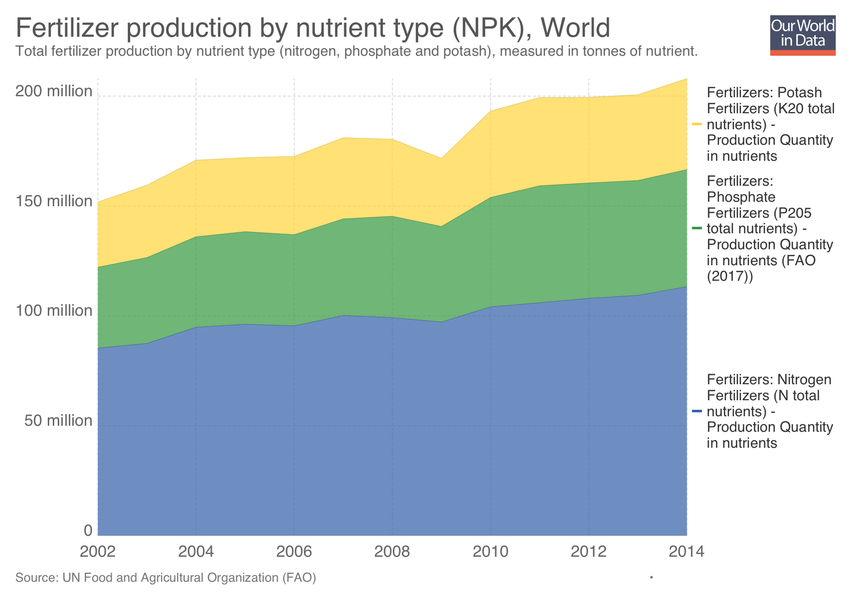 Fertilizer production by nutrient type (NPK), World
Total fertilizer production by nutrient type (nitrogen, phosphate and potash), measured in tonnes of nutrient.
Our World
in Data
200 million
150 million
100 million
50 million
0
2002
2004
2006
2008
2010
2012
2014
Fertilizers: Potash
Fertilizers (K20 total
nutrients) -
Production Quantity
in nutrients
Fertilizers:
Phosphate
Fertilizers (P205
total nutrients) -
Production Quantity
in nutrients (FAO
(2017))
Fertilizers: Nitrogen
Fertilizers (N total
nutrients) -
Production Quantity
in nutrients
Source: UN Food and Agricultural Organization (FAO)